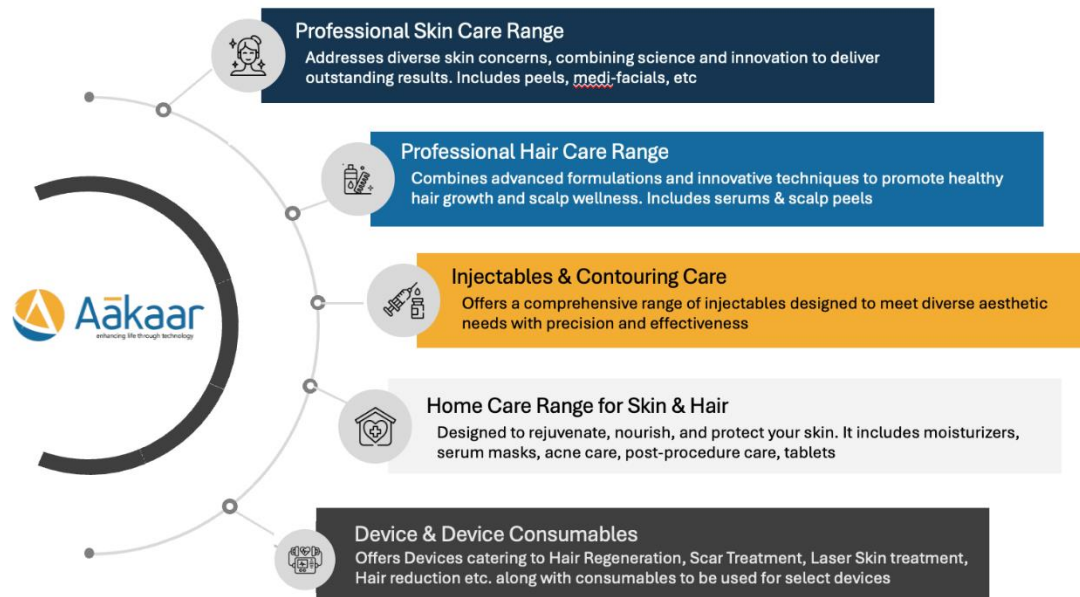 Professional Skin Care Range
Addresses diverse skin concerns, combining science and innovation to deliver
outstanding results. Includes peels, medi-facials, etc
Professional Hair Care Range
Combines advanced formulations and innovative techniques to promote healthy
hair growth and scalp wellness. Includes serums & scalp peels
Injectables & Contouring Care
Offers a comprehensive range of injectables designed to meet diverse aesthetic
needs with precision and effectiveness
Aākaar
enhancing life through technology
Home Care Range for Skin & Hair
Designed to rejuvenate, nourish, and protect your skin. It includes moisturizers,
serum masks, acne care, post-procedure care, tablets
Device & Device Consumables
Offers Devices catering to Hair Regeneration, Scar Treatment, Laser Skin treatment,
Hair reduction etc. along with consumables to be used for select devices